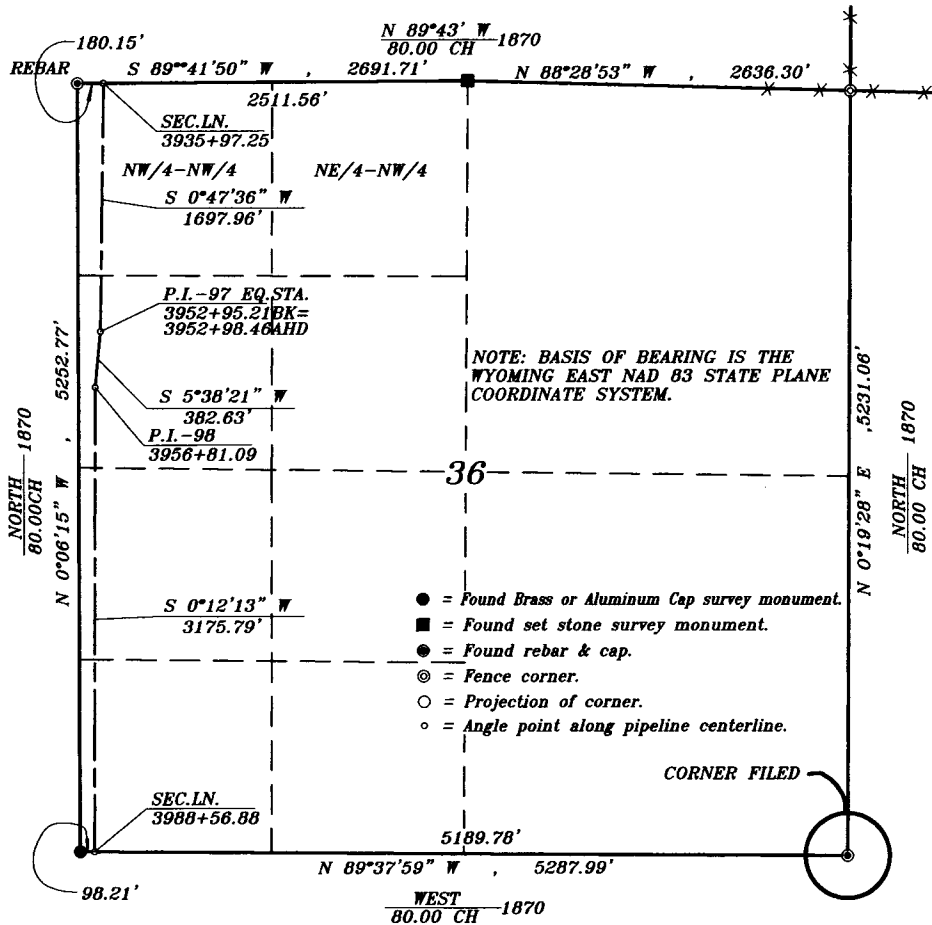 180.15'
N 89°43' W
80.00 CH 1870
REBAR
S 89°41'50" W , 2691.71'
N 88°28'53" W , 2636.30'
2511.56'
SEC.LN.
3935+97.25
NW/4-NW/4
NE/4-NW/4
S 0°47'36" W
1697.96'
P.I.-97 EQ.STA.
3952+95.21BK=
3952+98.46AHD
NOTE: BASIS OF BEARING IS THE
WYOMING EAST NAD 83 STATE PLANE
COORDINATE SYSTEM.
S 5°38'21" W
382.63'
P.I.-98
3956+81.09
NORTH 1870
80.00CH
N 0°06'15" W , 5252.77'
36
N 0°19'28" E ,5231.08'
NORTH 1870
80.00 CH
S 0°12'13" W
3175.79'
= Found Brass or Aluminum Cap survey monument.
= Found set stone survey monument.
= Found rebar & cap.
= Fence corner.
= Projection of corner.
= Angle point along pipeline centerline.
CORNER FILED
SEC.LN.
3988+56.88
5189.78'
N 89°37'59" W , 5287.99'
98.21'
WEST
80.00 CH 1870